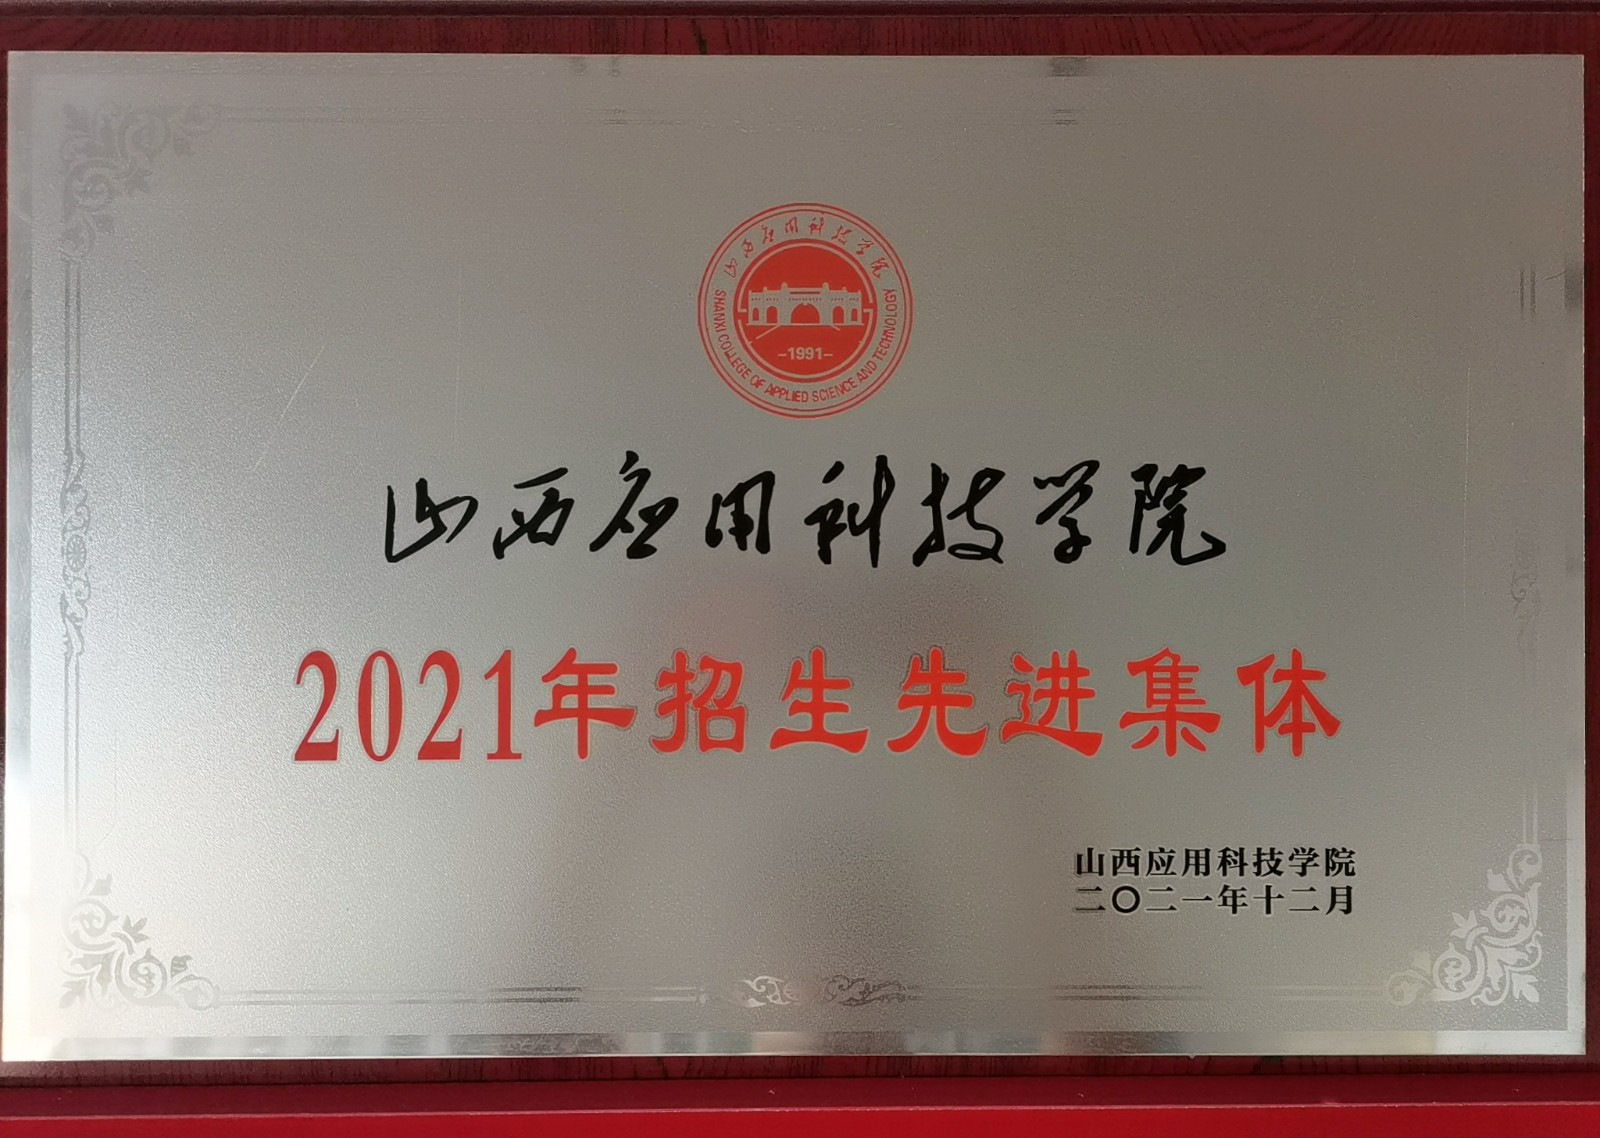 山西应用科技学院
SHANXI COLLEGE OF APPLIED SCIENCE AND TECHNOLOGY
-1991-
山西应用科技学院
2021年招生先进集体
山西应用科技学院
二〇二一年十二月